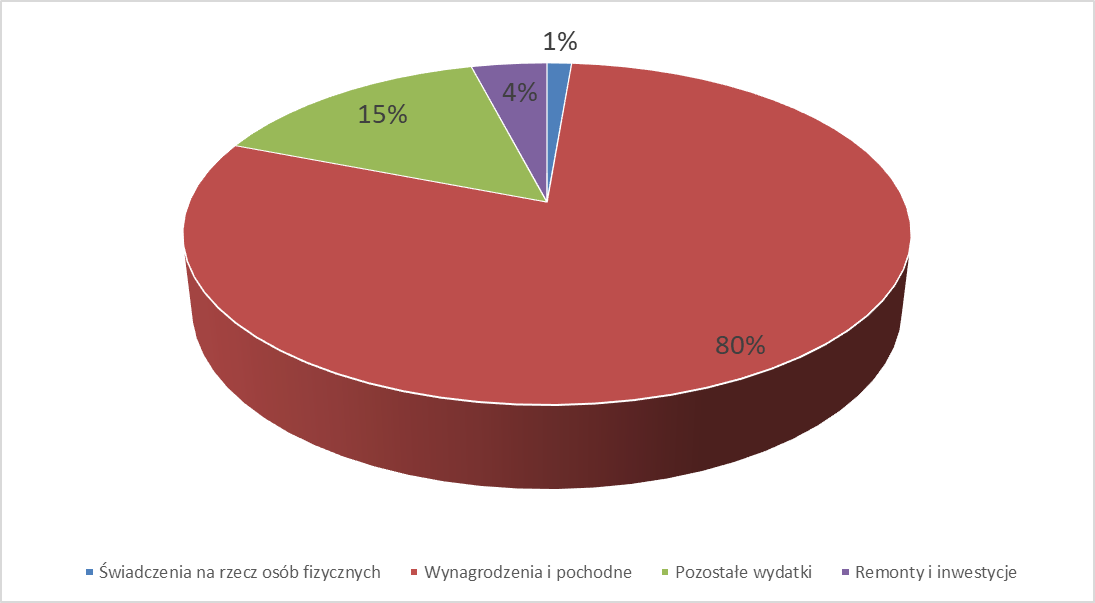 1%
4%
15%
80%
Świadczenia na rzecz osób fizycznych Wynagrodzenia i pochodne Pozostałe wydatki Remonty i inwestycje